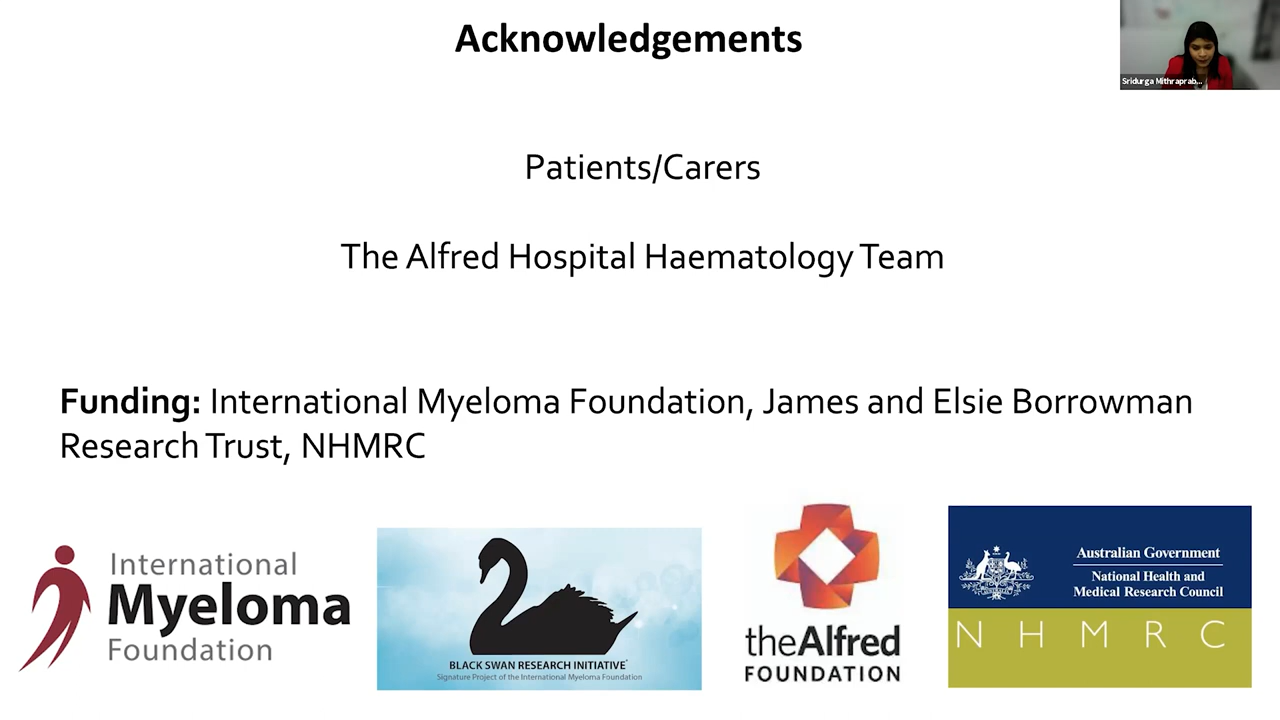 Acknowledgements
Sridurga Mithraprab...
Patients/Carers
The Alfred Hospital Haematology Team
Funding: International Myeloma Foundation, James and Elsie Borrowman
Research Trust, NHMRC
International
Myeloma
Foundation
BLACK SWAN RESEARCH INITIATIVE®
Signature Project of the International Myeloma Foundation
theAlfred
FOUNDATION
Australian Government
National Health and
Medical Research Council
NHMRC